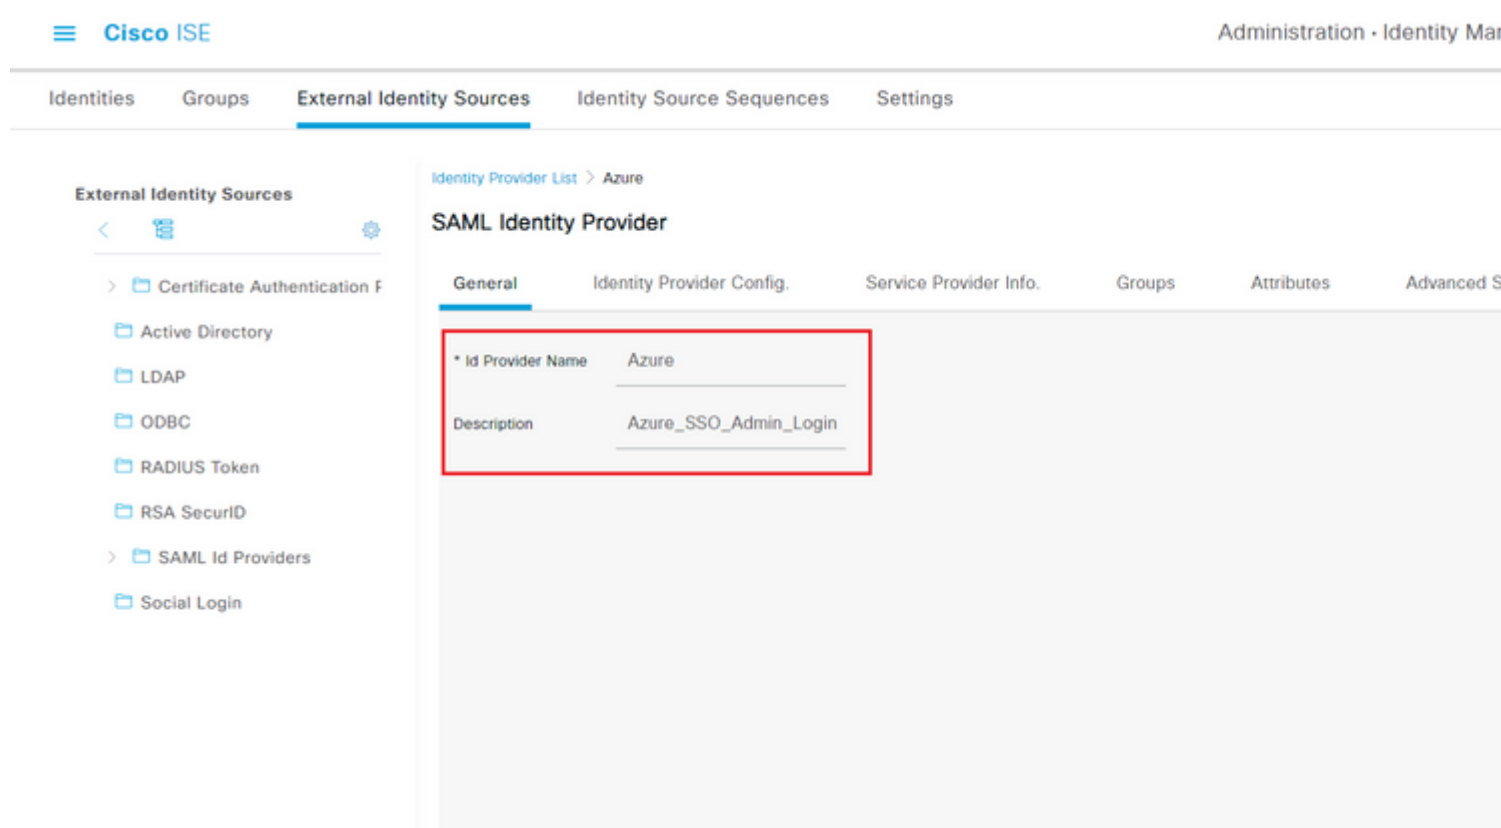 Cisco ISE
Administration · Identity
Identities Groups External Identity Sources Identity Source Sequences Settings
External Identity Sources
Certificate Authentication
Active Directory
LDAP
ODBC
RADIUS Token
RSA SecurID
SAML Id Providers
Social Login
Identity Provider List > Azure
SAML Identity Provider
General Identity Provider Config. Service Provider Info. Groups Attributes Advanced
* Id Provider Name Azure
Description Azure_SSO_Admin_Login